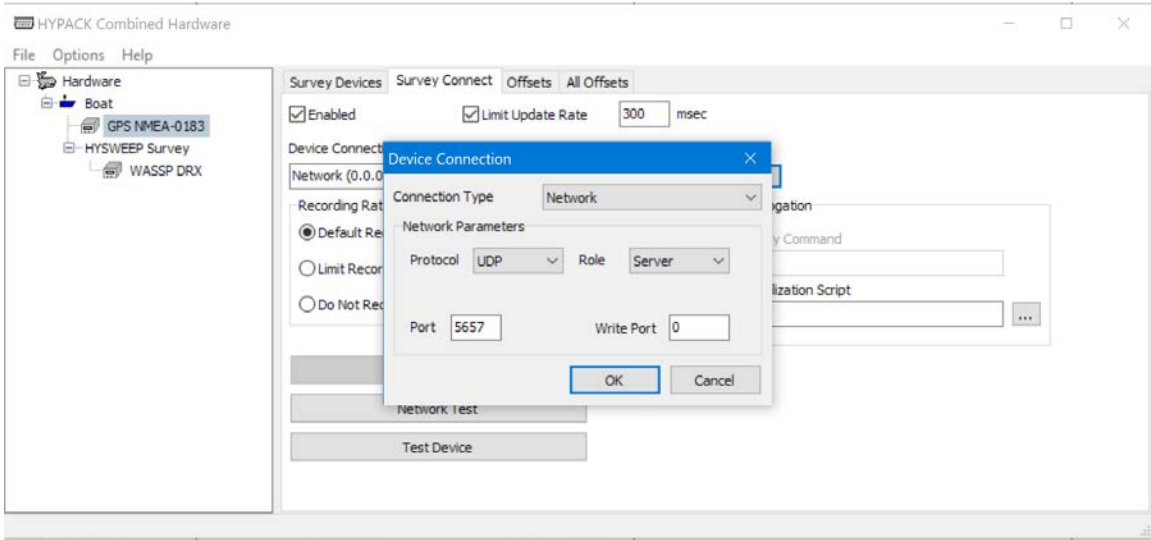 HYPACK Combined Hardware
File Options Help
Hardware
Boat
GPS NMEA-0183
HYSWEEP Survey
WASSP DRX
Survey Devices Survey Connect Offsets All Offsets
Enabled Limit Update Rate 300 msec
Device Connect
Network (0.0.0
Recording Rat
Default Re
Limit Recor
Do Not Rec
Device Connection
Connection Type Network
Network Parameters
Protocol UDP Role Server
Port 5657 Write Port 0
OK Cancel
ogation
y Command
lization Script
...
Network Test
Test Device